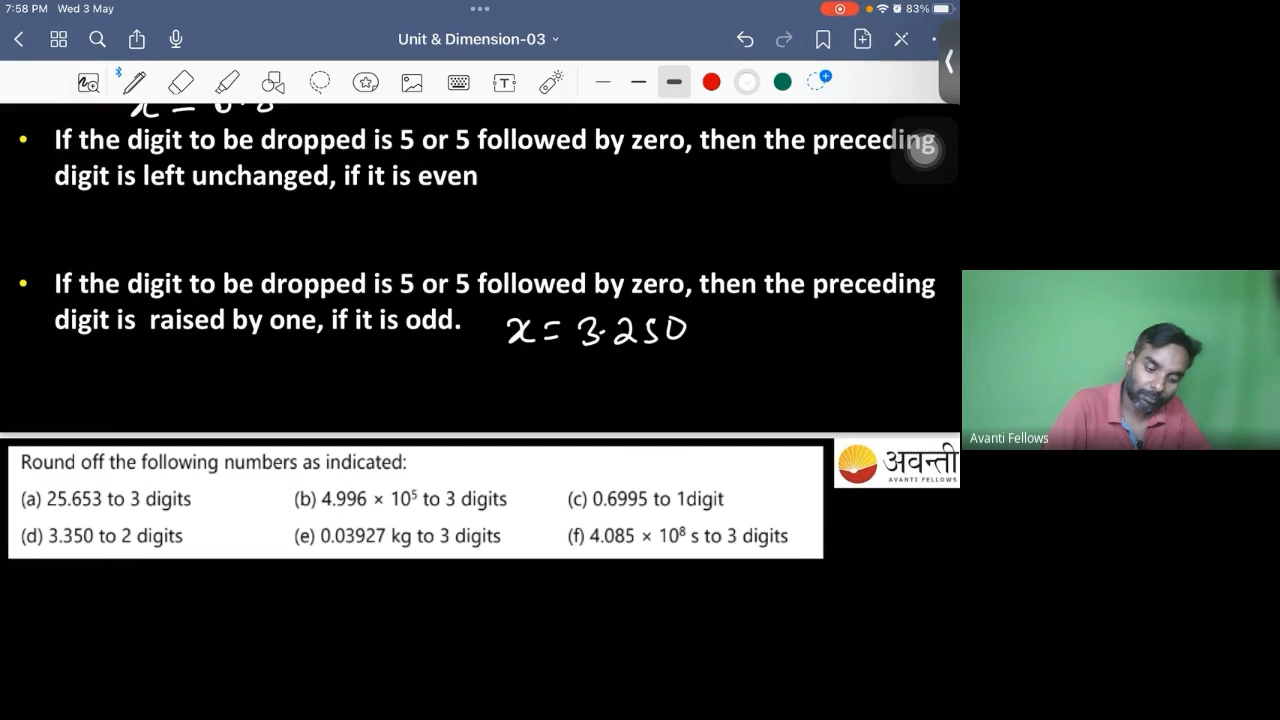 7:58 PM Wed 3 May
83%
Unit & Dimension-03
• If the digit to be dropped is 5 or 5 followed by zero, then the preceding
digit is left unchanged, if it is even
• If the digit to be dropped is 5 or 5 followed by zero, then the preceding
digit is raised by one, if it is odd.
x = 3.250
Avanti Fellows
Round off the following numbers as indicated:
(a) 25.653 to 3 digits (b) 4.996 × 10⁵ to 3 digits (c) 0.6995 to 1digit
(d) 3.350 to 2 digits (e) 0.03927 kg to 3 digits (f) 4.085 × 10⁸ s to 3 digits
अवन्ती
AVANTI FELLOWS